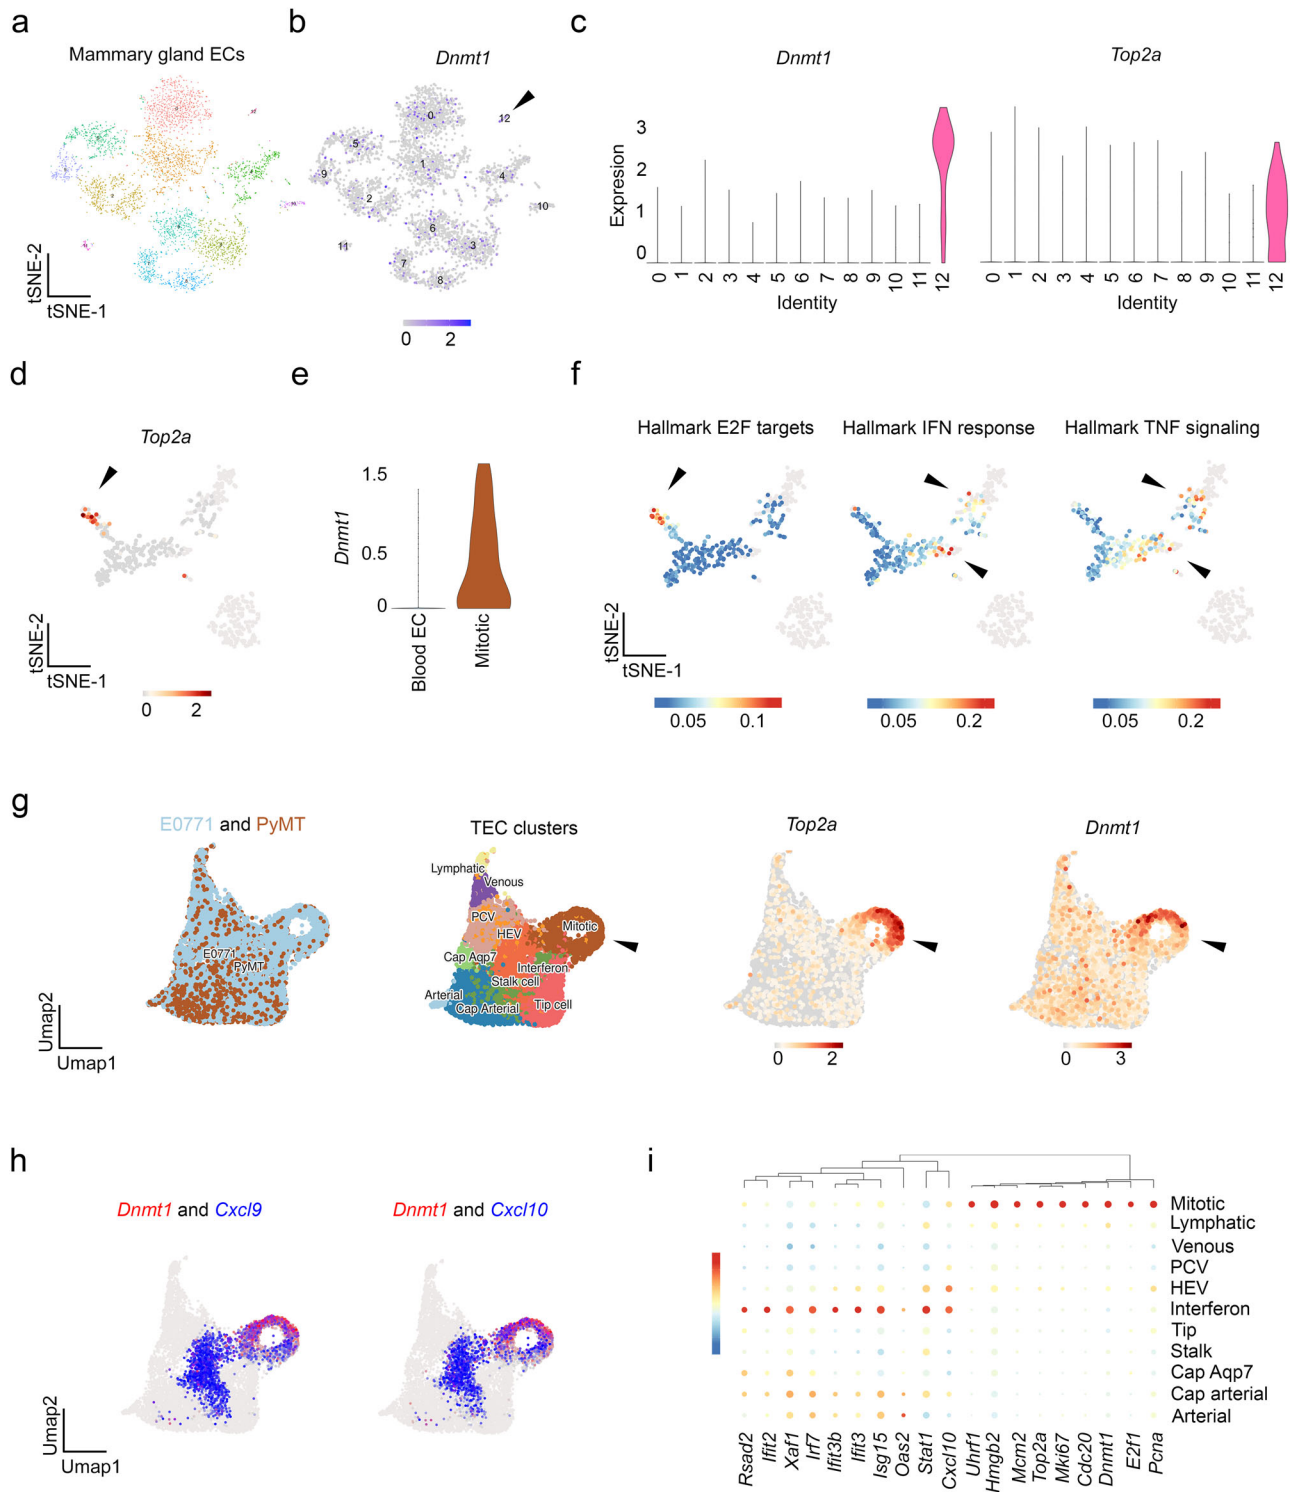 a
Mammary gland ECs
tSNE-2
tSNE-1
b
Dnmt1
0
12
5
1
9
4
2
10
6
11
3
7
8
0 2
c
Dnmt1
Top2a
Expresion
3
2
1
0
0 1 2 3 4 5 6 7 8 9 10 11 12
Identity
0 1 2 3 4 5 6 7 8 9 10 11 12
Identity
d
Top2a
tSNE-2
tSNE-1
0 2
e
Dnmt1
1.5
0.5
0
Blood EC
Mitotic
f
Hallmark E2F targets
Hallmark IFN response
Hallmark TNF signaling
tSNE-2
tSNE-1
0.05 0.1
0.05 0.2
0.05 0.2
g
E0771 and PyMT
E0771
PyMT
Umap2
Umap1
TEC clusters
Lymphatic
Venous
PCV
HEV
Mitotic
Cap Aqp7
Interferon
Stalk cell
Arterial
Cap Arterial
Tip cell
Top2a
0 2
Dnmt1
0 3
h
Dnmt1 and Cxcl9
Dnmt1 and Cxcl10
Umap2
Umap1
i
Mitotic
Lymphatic
Venous
PCV
HEV
Interferon
Tip
Stalk
Cap Aqp7
Cap arterial
Arterial
Rsad2
Ifit2
Xaf1
Irf7
Ifit3b
Ifit3
Isg15
Oas2
Stat1
Cxcl10
Uhrf1
Hmgb2
Mcm2
Top2a
Mki67
Cdc20
Dnmt1
E2f1
Pcna